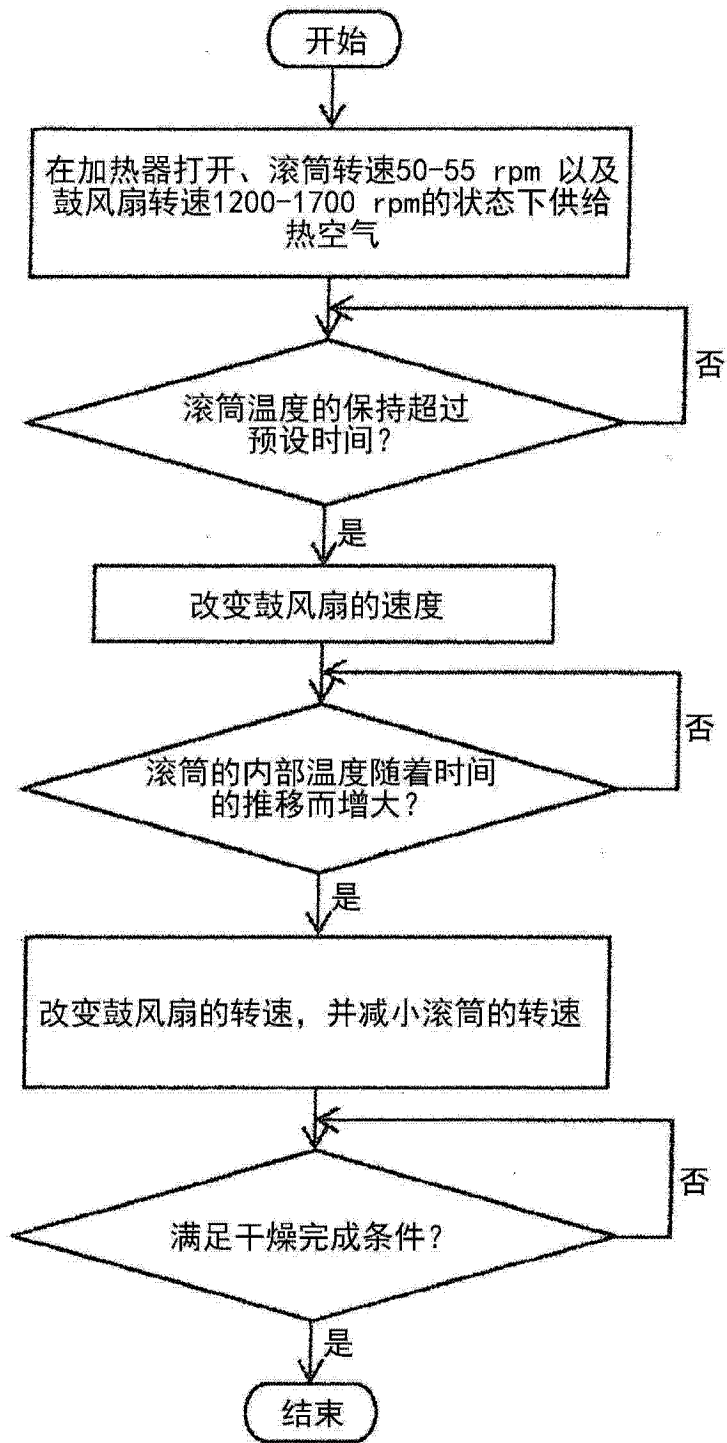 开始
在加热器打开、滚筒转速50-55 rpm 以及
鼓风扇转速1200-1700 rpm的状态下供给
热空气
否
滚筒温度的保持超过
预设时间?
是
改变鼓风扇的速度
否
滚筒的内部温度随着时间
的推移而增大?
是
改变鼓风扇的转速，并减小滚筒的转速
否
满足干燥完成条件?
是
结束